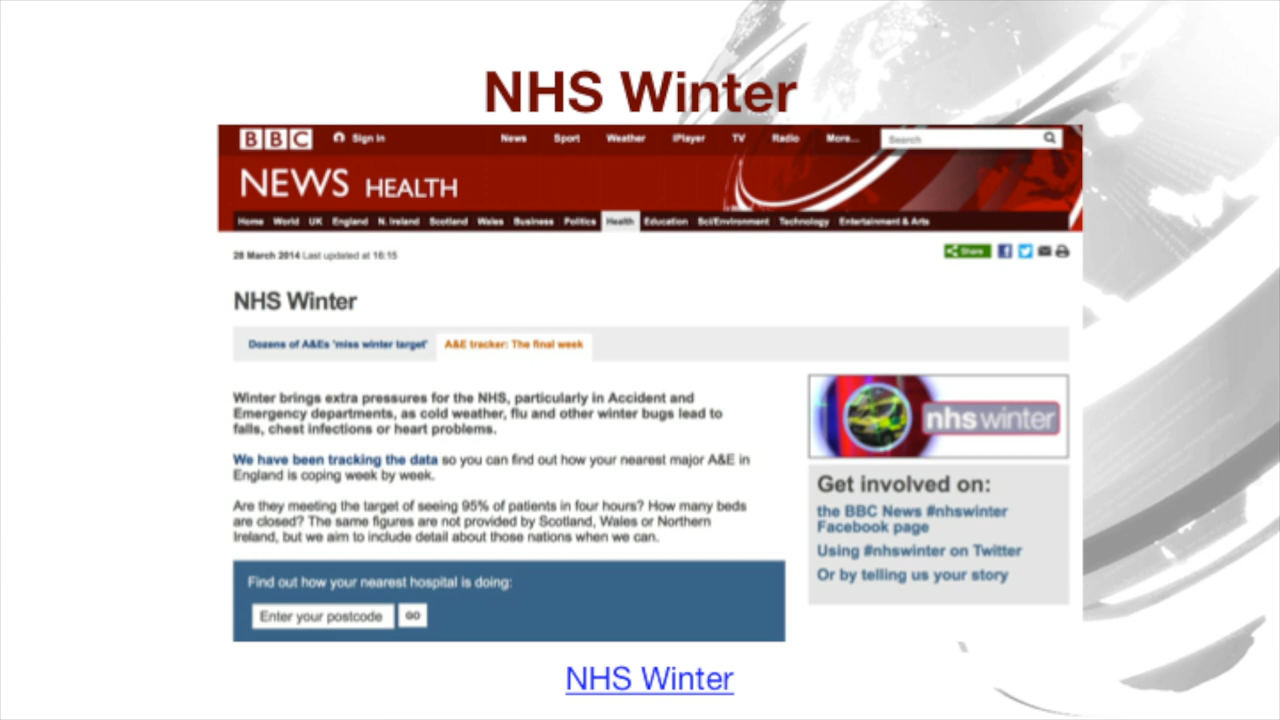 NHS Winter
BBC Sign in News Sport Weather iPlayer TV Radio More... Search
NEWS HEALTH
Home World UK England N. Ireland Scotland Wales Business Politics Health Education Sci/Environment Technology Entertainment & Arts
28 March 2014 Last updated at 16:15
Share
NHS Winter
Dozens of A&Es 'miss winter target' A&E tracker: The final week
Winter brings extra pressures for the NHS, particularly in Accident and
Emergency departments, as cold weather, flu and other winter bugs lead to
falls, chest infections or heart problems.
We have been tracking the data so you can find out how your nearest major A&E in
England is coping week by week.
Are they meeting the target of seeing 95% of patients in four hours? How many beds
are closed? The same figures are not provided by Scotland, Wales or Northern
Ireland, but we aim to include detail about those nations when we can.
Find out how your nearest hospital is doing:
Enter your postcode GO
nhs winter
Get involved on:
the BBC News #nhswinter
Facebook page
Using #nhswinter on Twitter
Or by telling us your story
NHS Winter